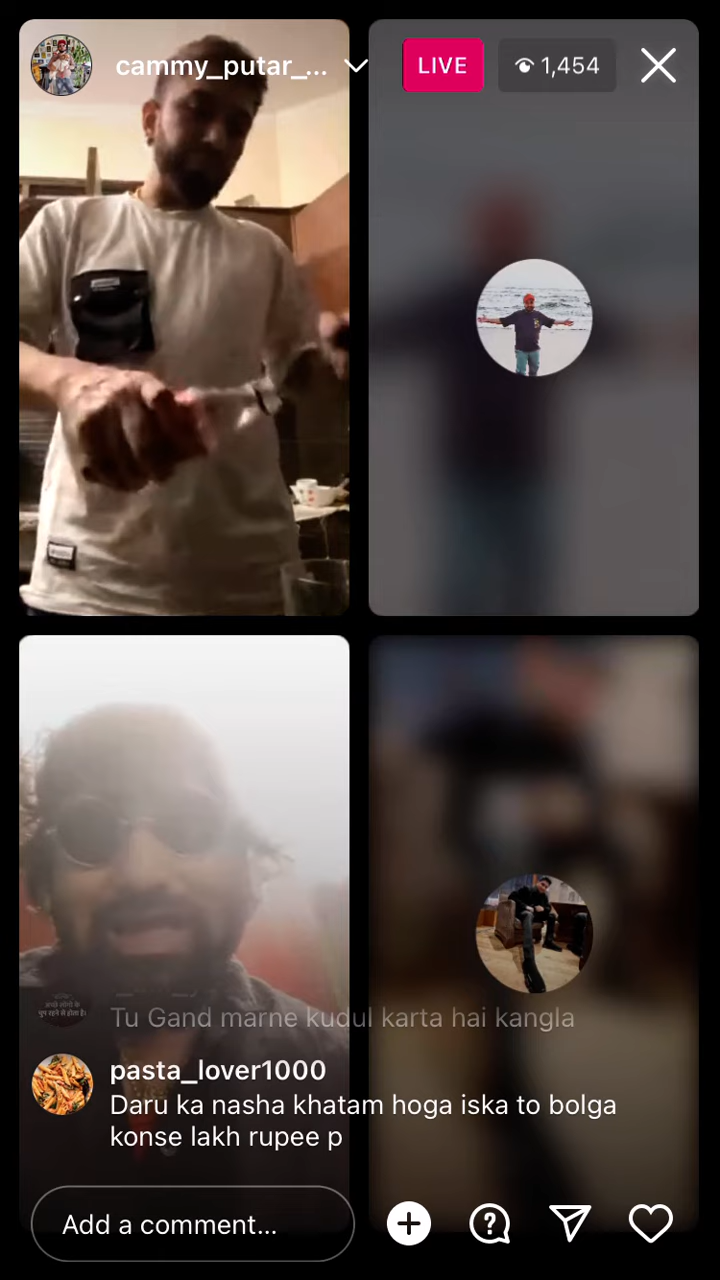 cammy_putar_...
LIVE
1,454
Tu Gand marne kudul karta hai kangla
pasta_lover1000
Daru ka nasha khatam hoga iska to bolga
konse lakh rupee p
Add a comment...